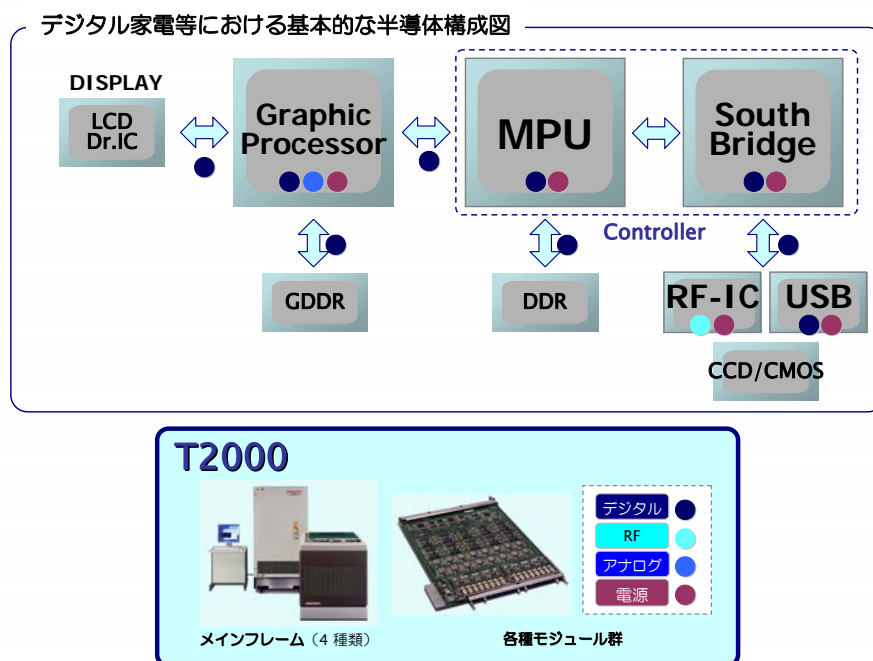 デジタル家電等における基本的な半導体構成図
DISPLAY
LCD
Dr.IC
Graphic
Processor
MPU
South
Bridge
Controller
GDDR
DDR
RF-IC
USB
CCD/CMOS
T2000
デジタル
RF
アナログ
電源
メインフレーム（4 種類）
各種モジュール群